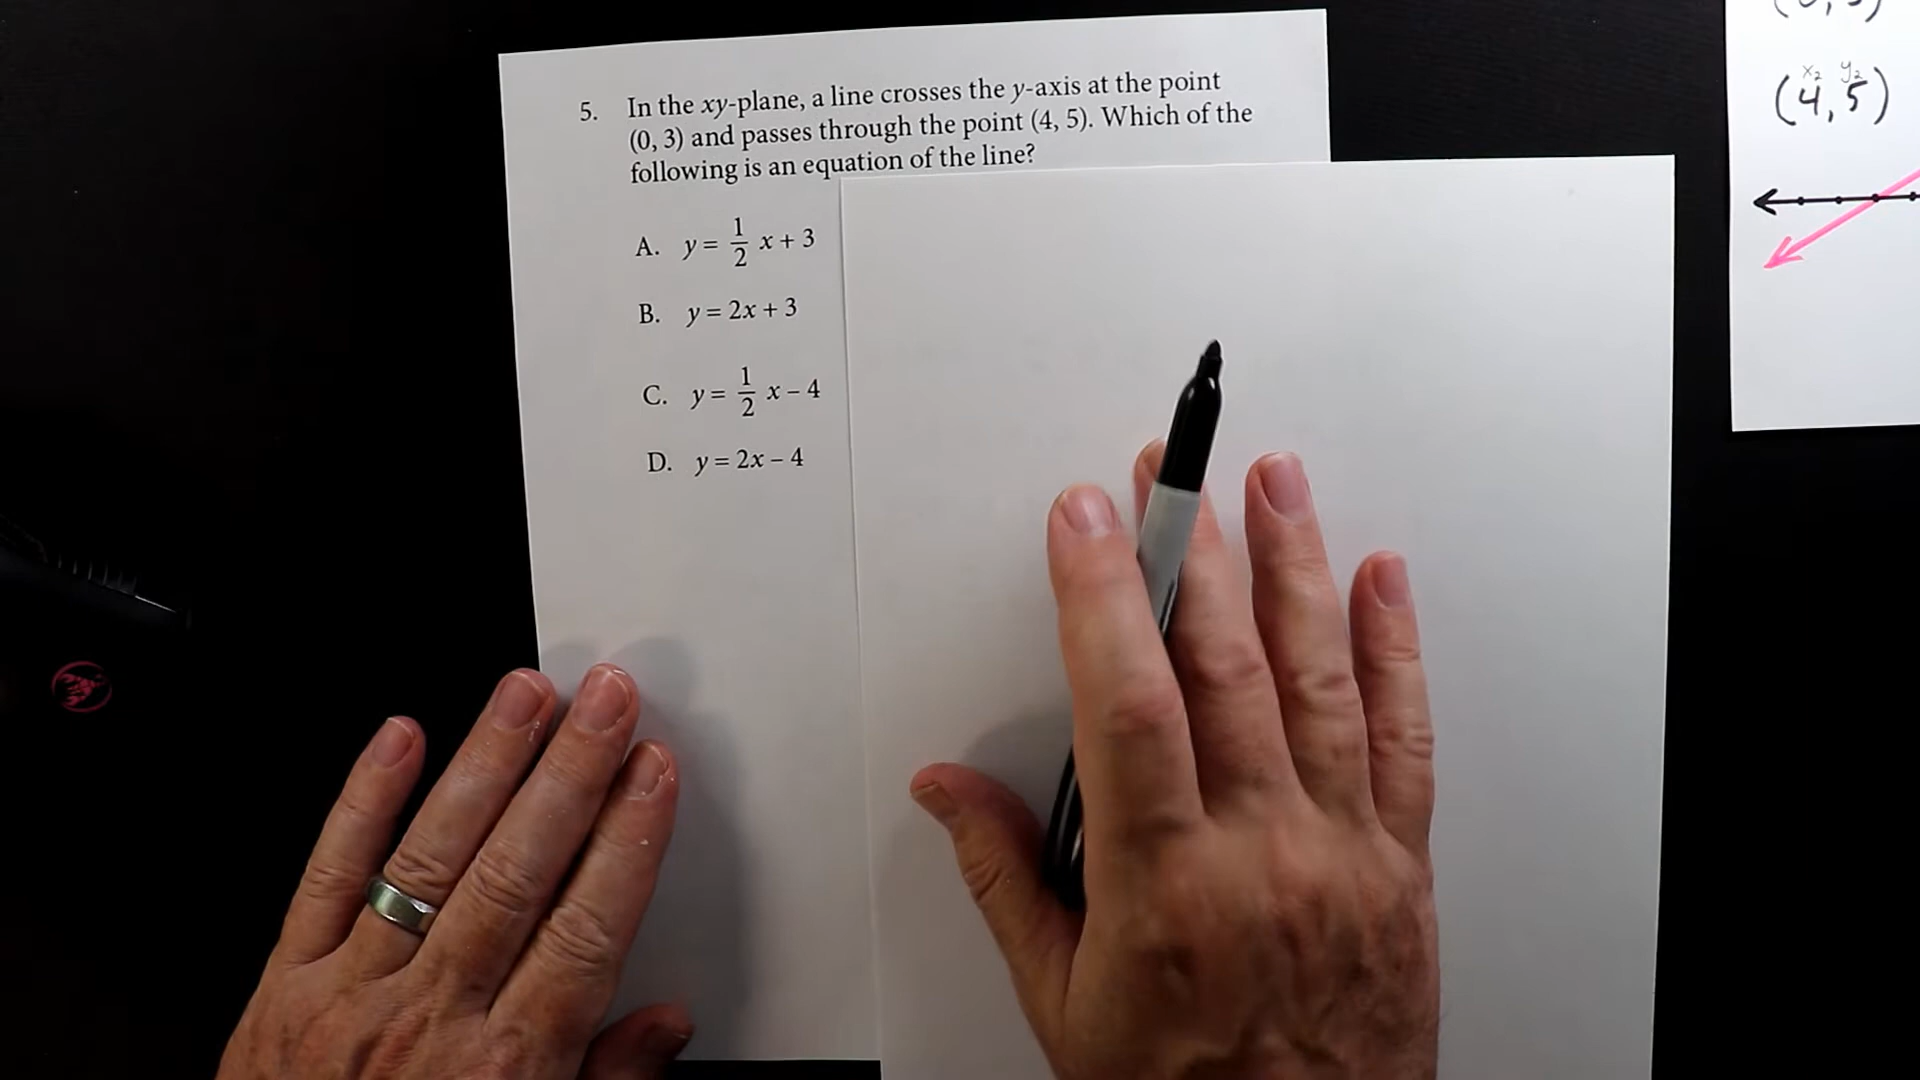 5. In the xy-plane, a line crosses the y-axis at the point
(0, 3) and passes through the point (4, 5). Which of the
following is an equation of the line?
A. y = 1/2 x + 3
B. y = 2x + 3
C. y = 1/2 x – 4
D. y = 2x – 4
x₂ y₂
(4, 5)